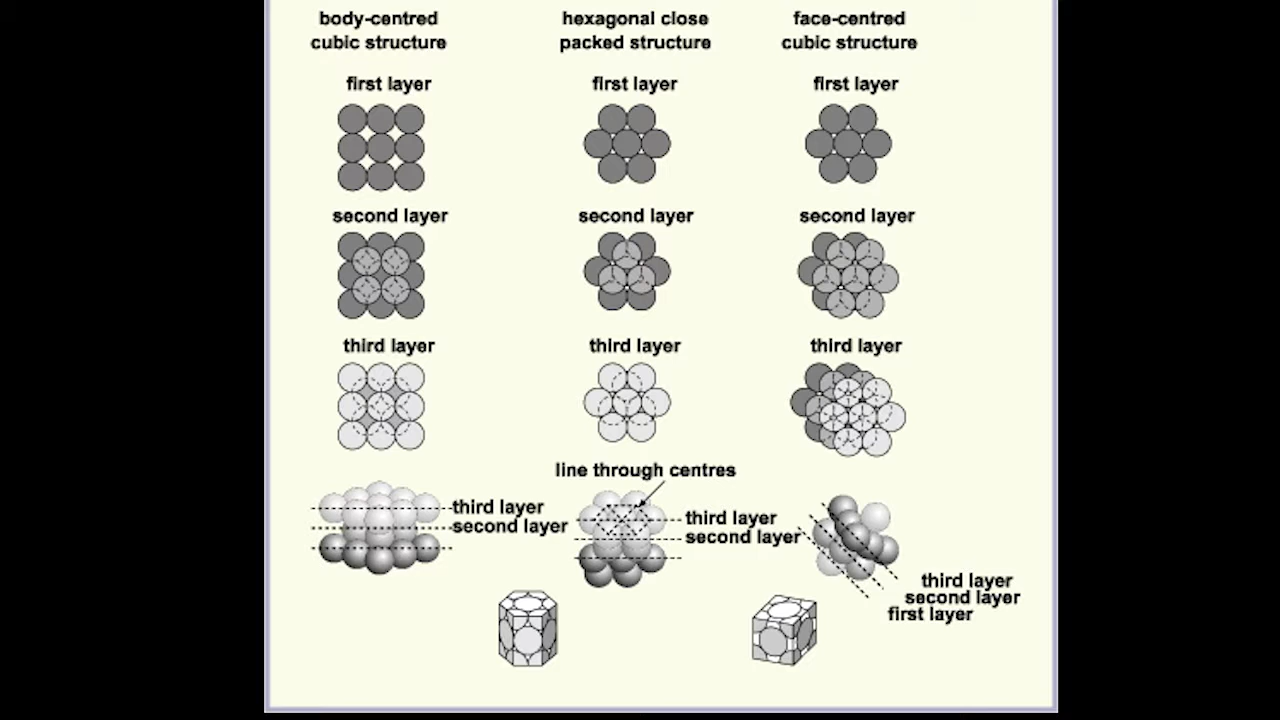 body-centred
cubic structure
hexagonal close
packed structure
face-centred
cubic structure
first layer
first layer
first layer
second layer
second layer
second layer
third layer
third layer
third layer
line through centres
third layer
second layer
third layer
second layer
third layer
second layer
first layer